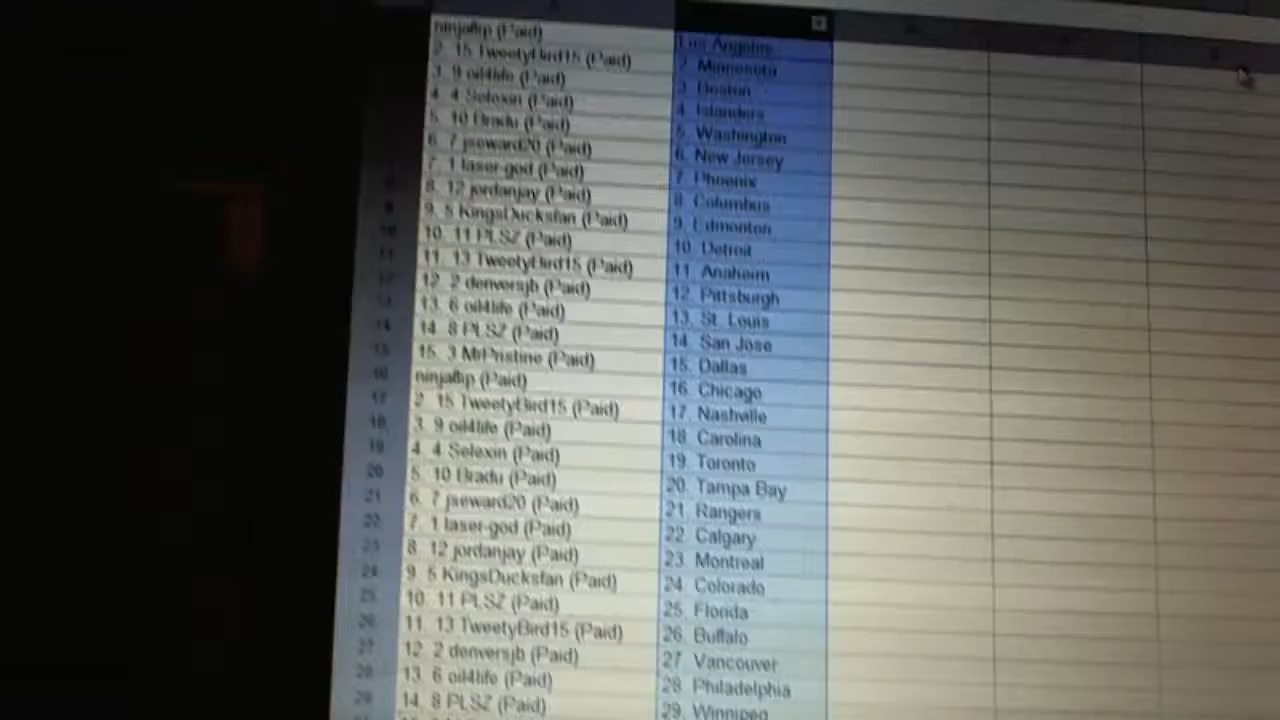 ninjaflip (Paid) Los Angeles
2. 15 TweetyBird15 (Paid) 2. Minnesota
3. 9 oil4life (Paid) 3. Boston
4. 4 Selexin (Paid) 4. Islanders
5. 10 Bradu (Paid) 5. Washington
6. 7 jseward20 (Paid) 6. New Jersey
7. 1 laser-god (Paid) 7. Phoenix
8. 12 jordanjay (Paid) 8. Columbus
9. 5 KingsDucksfan (Paid) 9. Edmonton
10. 11 PLSZ (Paid) 10. Detroit
11. 13 TweetyBird15 (Paid) 11. Anaheim
12. 2 denversjb (Paid) 12. Pittsburgh
13. 6 oil4life (Paid) 13. St. Louis
14. 8 PLSZ (Paid) 14. San Jose
15. 3 MrPristine (Paid) 15. Dallas
ninjaflip (Paid) 16. Chicago
2. 15 TweetyBird15 (Paid) 17. Nashville
3. 9 oil4life (Paid) 18. Carolina
4. 4 Selexin (Paid) 19. Toronto
5. 10 Bradu (Paid) 20. Tampa Bay
6. 7 jseward20 (Paid) 21. Rangers
7. 1 laser-god (Paid) 22. Calgary
8. 12 jordanjay (Paid) 23. Montreal
9. 5 KingsDucksfan (Paid) 24. Colorado
10. 11 PLSZ (Paid) 25. Florida
11. 13 TweetyBird15 (Paid) 26. Buffalo
12. 2 denversjb (Paid) 27. Vancouver
13. 6 oil4life (Paid) 28. Philadelphia
14. 8 PLSZ (Paid) 29. Winnipeg